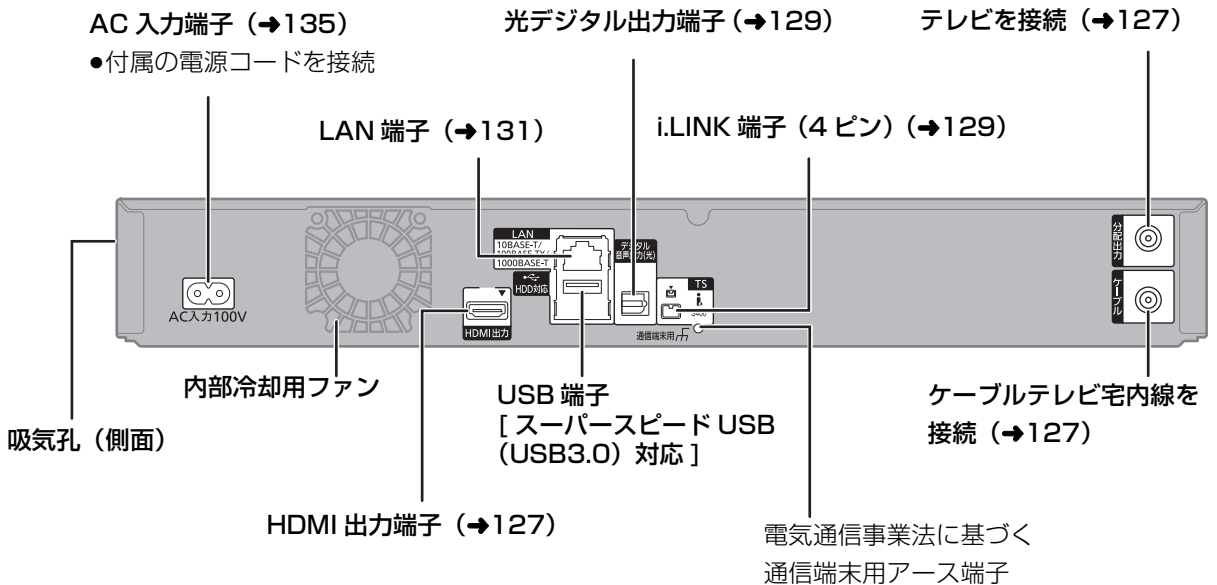 AC 入力端子（➔135）
●付属の電源コードを接続
光デジタル出力端子（➔129）
テレビを接続（➔127）
LAN 端子（➔131）
i.LINK 端子（4 ピン）（➔129）
LAN
10BASE-T/
100BASE-TX/
1000BASE-T
HDD対応
デジタル
音声出力(光)
TS
S400
分配出力
ケーブル
AC入力100V
HDMI出力
通信端末用
内部冷却用ファン
吸気孔（側面）
USB 端子
[ スーパースピード USB
（USB3.0）対応 ]
ケーブルテレビ宅内線を
接続（➔127）
HDMI 出力端子（➔127）
電気通信事業法に基づく
通信端末用アース端子